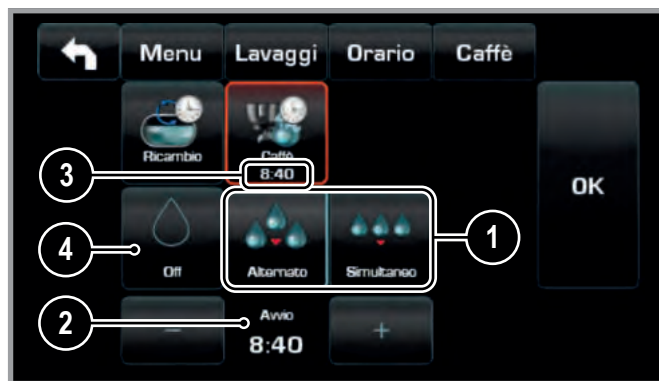 Menu Lavaggi Orario Caffè
Ricambio Caffè
8:40
3
OK
1
4
Off Alternato Simultaneo
2
Avvio
− 8:40 +